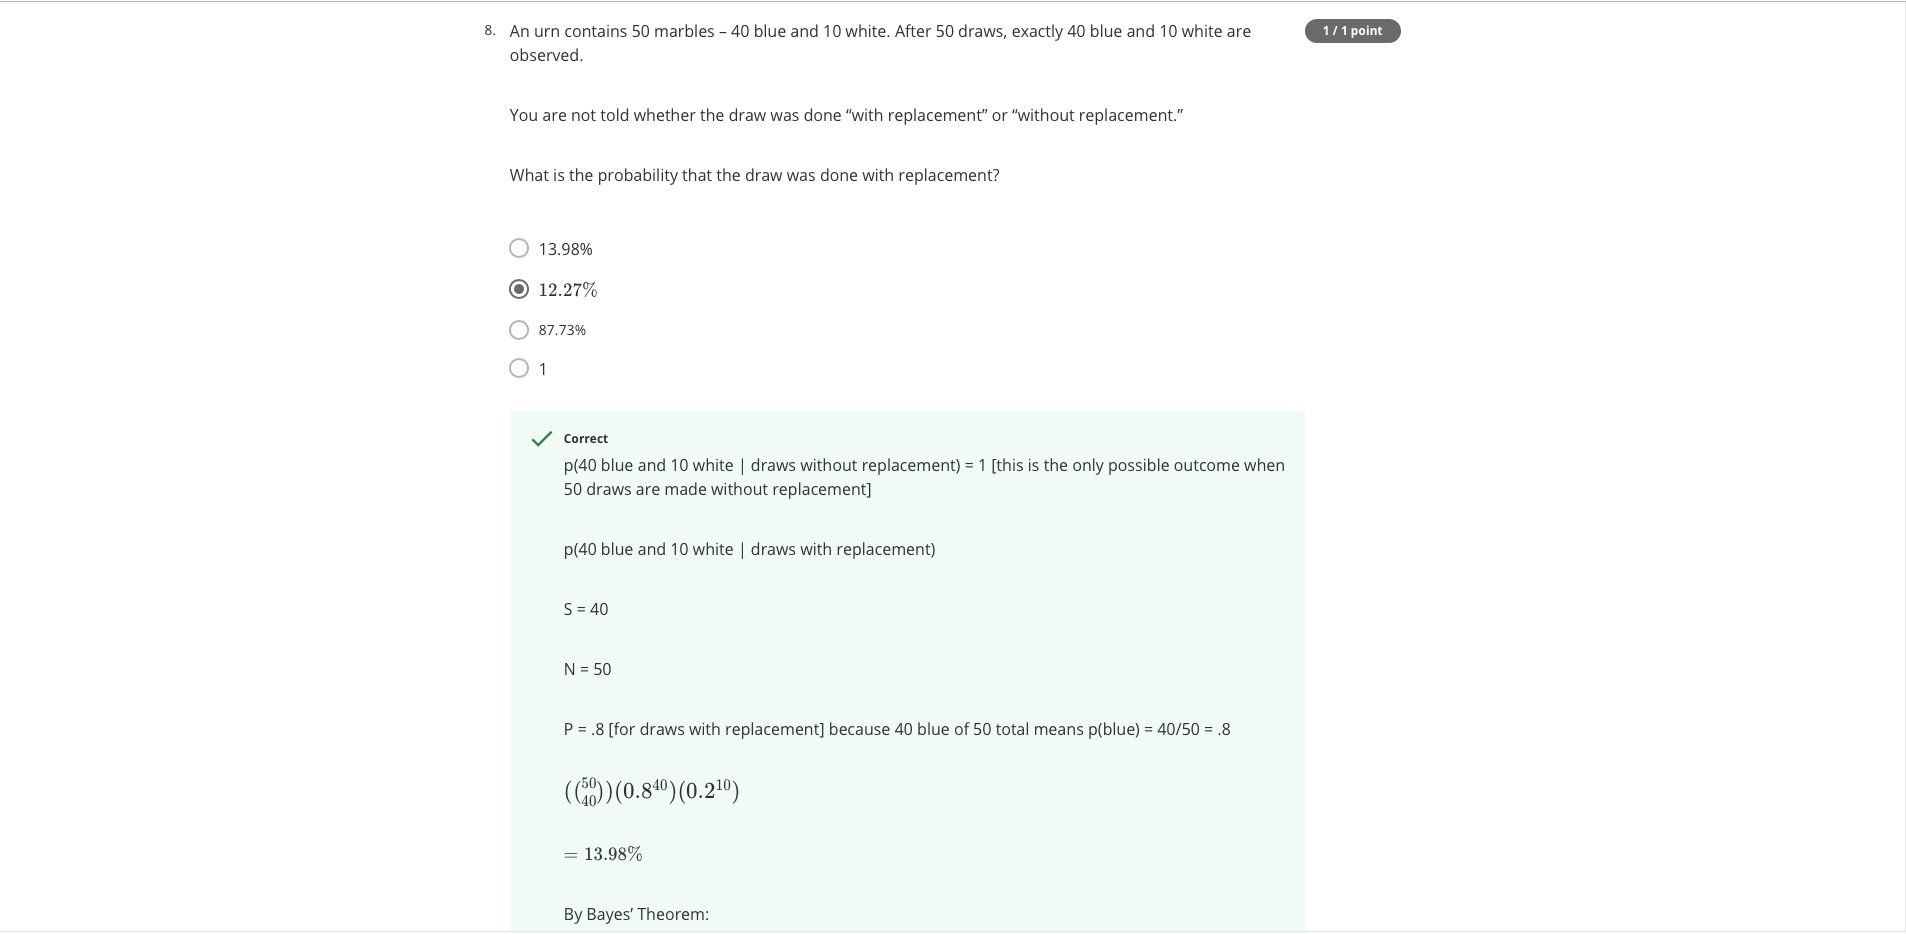 8. An urn contains 50 marbles – 40 blue and 10 white. After 50 draws, exactly 40 blue and 10 white are
observed.
1 / 1 point
You are not told whether the draw was done “with replacement” or “without replacement.”
What is the probability that the draw was done with replacement?
13.98%
12.27%
87.73%
1
Correct
p(40 blue and 10 white | draws without replacement) = 1 [this is the only possible outcome when
50 draws are made without replacement]
p(40 blue and 10 white | draws with replacement)
S = 40
N = 50
P = .8 [for draws with replacement] because 40 blue of 50 total means p(blue) = 40/50 = .8
$((\binom{50}{40}))(0.8^{40})(0.2^{10})$
= 13.98%
By Bayes’ Theorem: